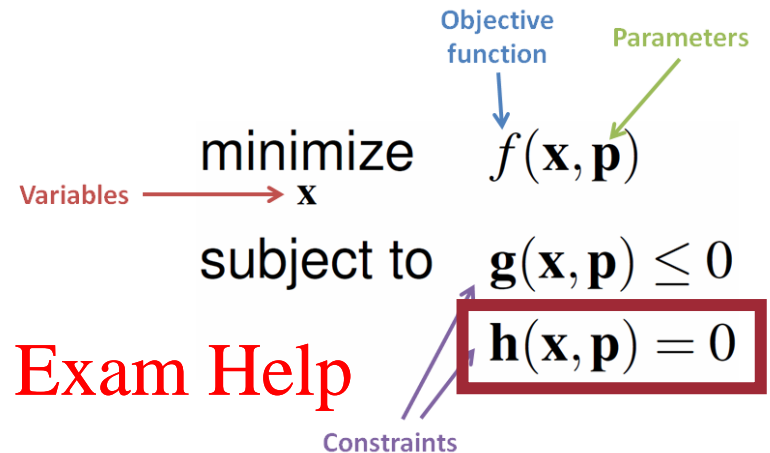 Objective
function
Parameters
minimize f(x, p)
Variables
x
subject to g(x, p) ≤ 0
h(x, p) = 0
Exam Help
Constraints